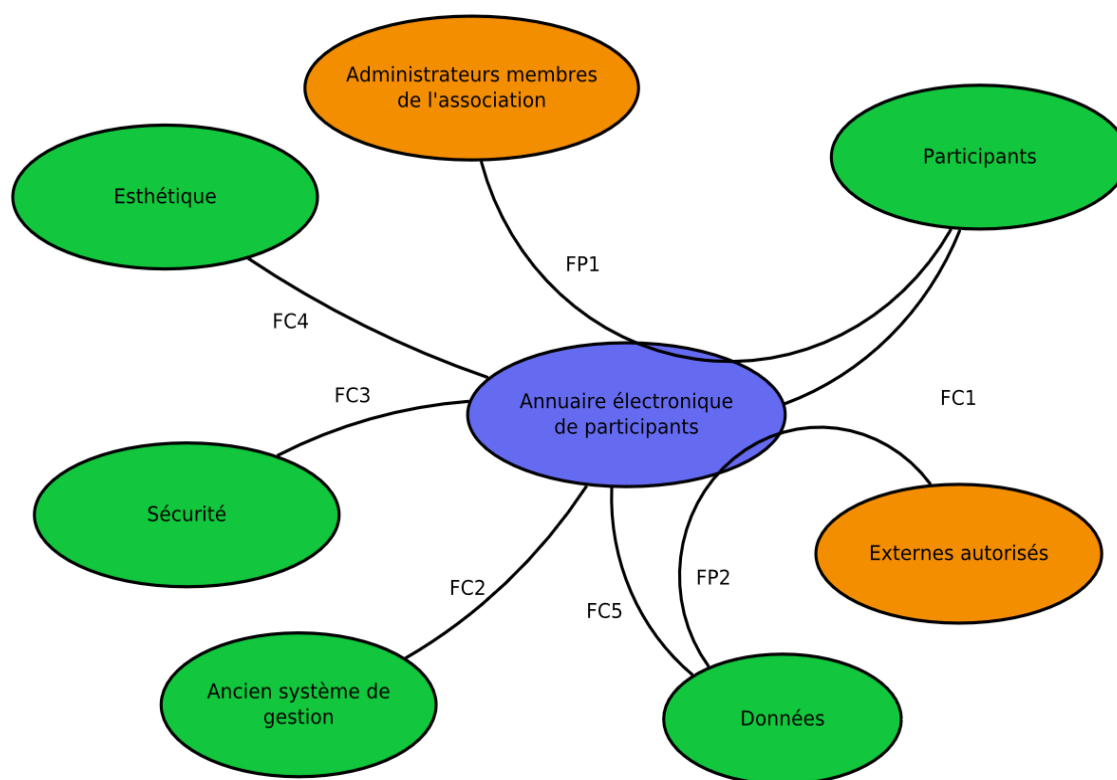 Administrateurs membres
de l'association
Participants
Esthétique
FP1
FC4
FC3
FC1
Annuaire électronique
de participants
Sécurité
Externes autorisés
FC2
FP2
FC5
Ancien système de
gestion
Données